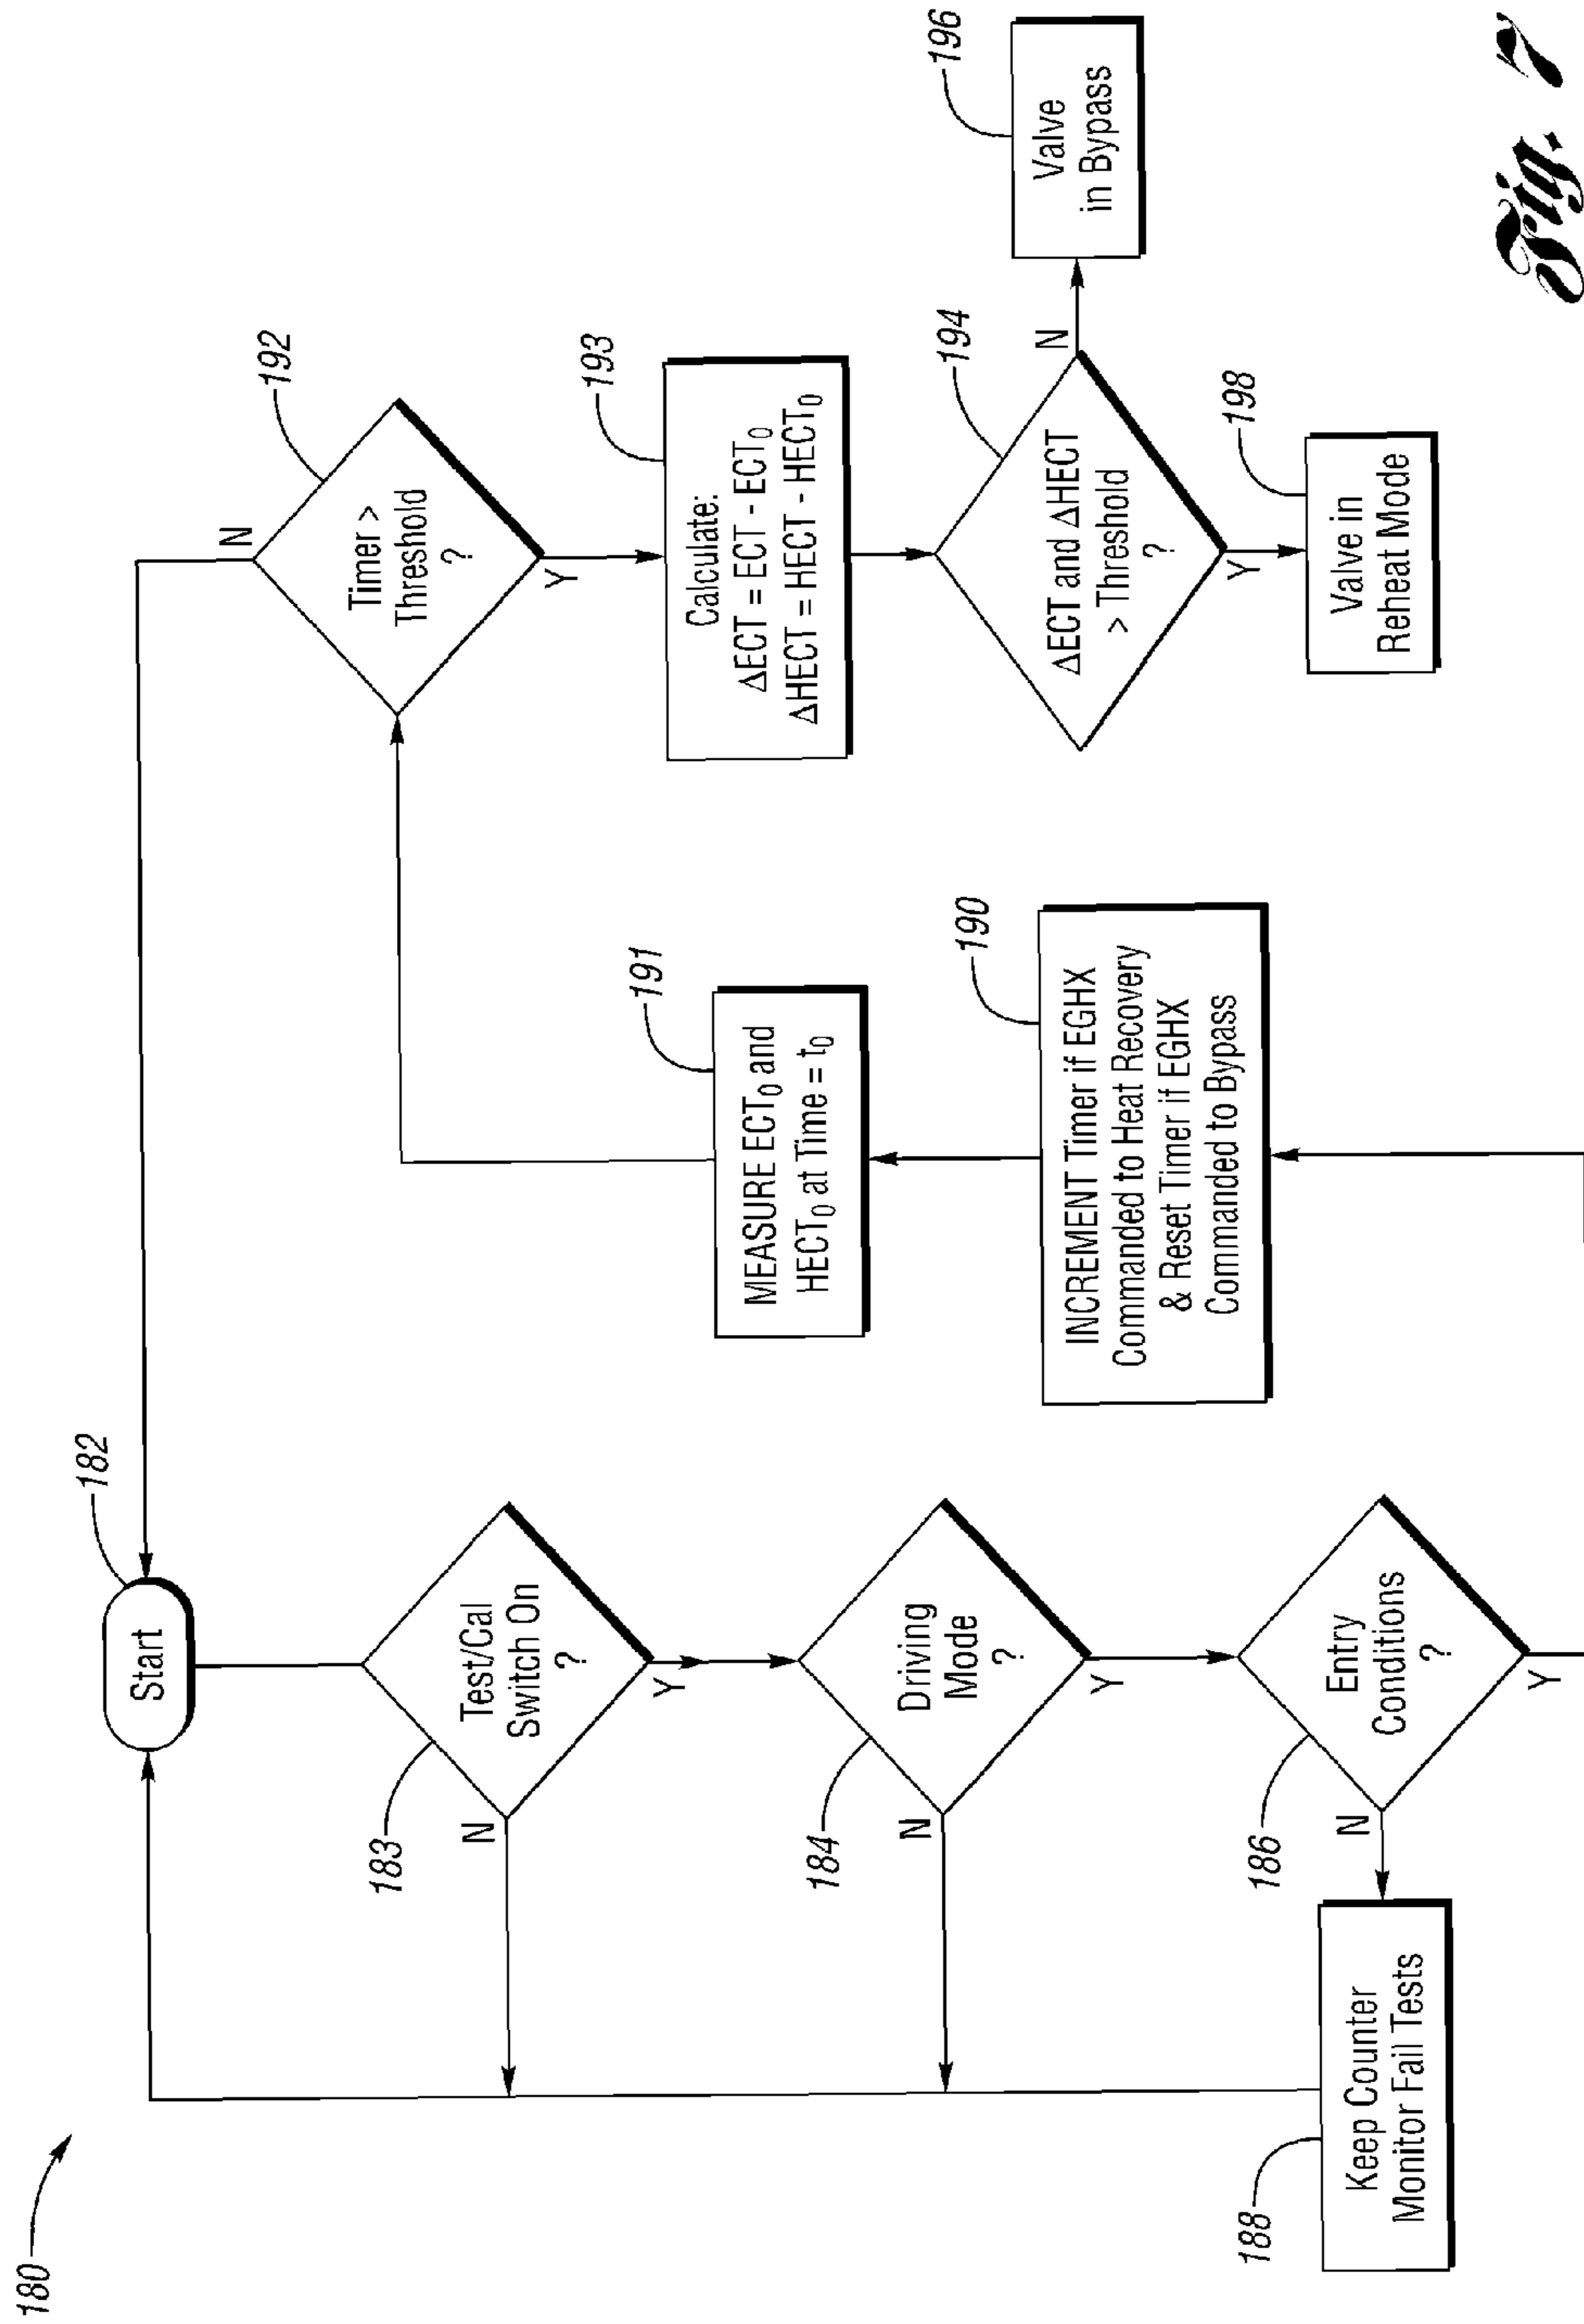 180
182
Start
183
Test/Cal
Switch On
?
N
Y
184
Driving
Mode
?
N
Y
186
Entry
Conditions
?
N
Y
188
Keep Counter
Monitor Fail Tests
190
INCREMENT Timer if EGHX
Commanded to Heat Recovery
& Reset Timer if EGHX
Commanded to Bypass
191
MEASURE ECT₀ and
HECT₀ at Time = t₀
192
Timer >
Threshold
?
N
Y
193
Calculate:
ΔECT = ECT - ECT₀
ΔHECT = HECT - HECT₀
194
ΔECT and ΔHECT
> Threshold
?
N
Y
196
Valve
in Bypass
198
Valve in
Reheat Mode
Fig. 7